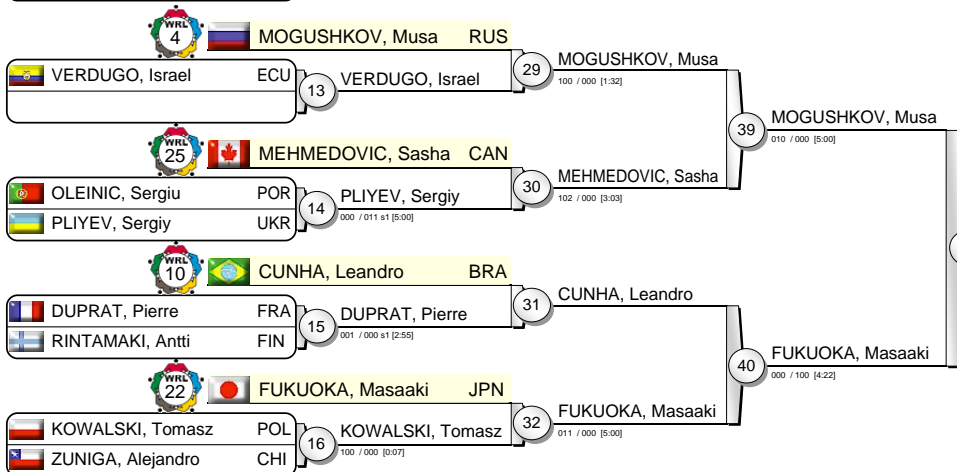 WRL 4 MOGUSHKOV, Musa RUS
VERDUGO, Israel ECU
13 VERDUGO, Israel
29 MOGUSHKOV, Musa
100 / 000 [1:32]
39 MOGUSHKOV, Musa
010 / 000 [5:00]
WRL 25 MEHMEDOVIC, Sasha CAN
OLEINIC, Sergiu POR
PLIYEV, Sergiy UKR
14 PLIYEV, Sergiy
000 / 011 s1 [5:00]
30 MEHMEDOVIC, Sasha
102 / 000 [3:03]
WRL 10 CUNHA, Leandro BRA
DUPRAT, Pierre FRA
RINTAMAKI, Antti FIN
15 DUPRAT, Pierre
001 / 000 s1 [2:55]
31 CUNHA, Leandro
40 FUKUOKA, Masaaki
000 / 100 [4:22]
WRL 22 FUKUOKA, Masaaki JPN
KOWALSKI, Tomasz POL
ZUNIGA, Alejandro CHI
16 KOWALSKI, Tomasz
100 / 000 [0:07]
32 FUKUOKA, Masaaki
011 / 000 [5:00]